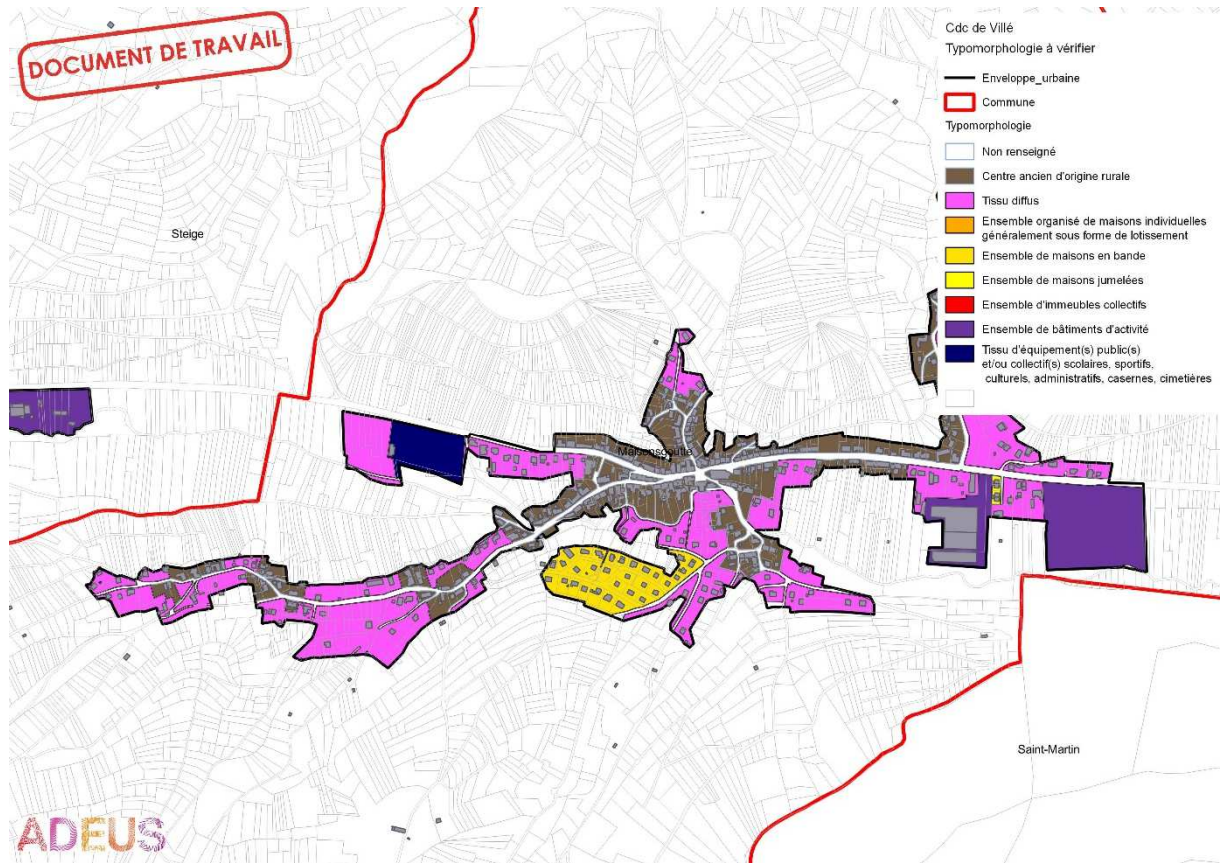 DOCUMENT DE TRAVAIL
Cdc de Villé
Typomorphologie à vérifier
Enveloppe_urbaine
Commune
Typomorphologie
Non renseigné
Centre ancien d'origine rurale
Tissu diffus
Ensemble organisé de maisons individuelles
généralement sous forme de lotissement
Ensemble de maisons en bande
Ensemble de maisons jumelées
Ensemble d'immeubles collectifs
Ensemble de bâtiments d'activité
Tissu d'équipement(s) public(s)
et/ou collectif(s) scolaires, sportifs,
culturels, administratifs, casernes, cimetières
Steige
Maisonsgoutte
Saint-Martin
ADEUS